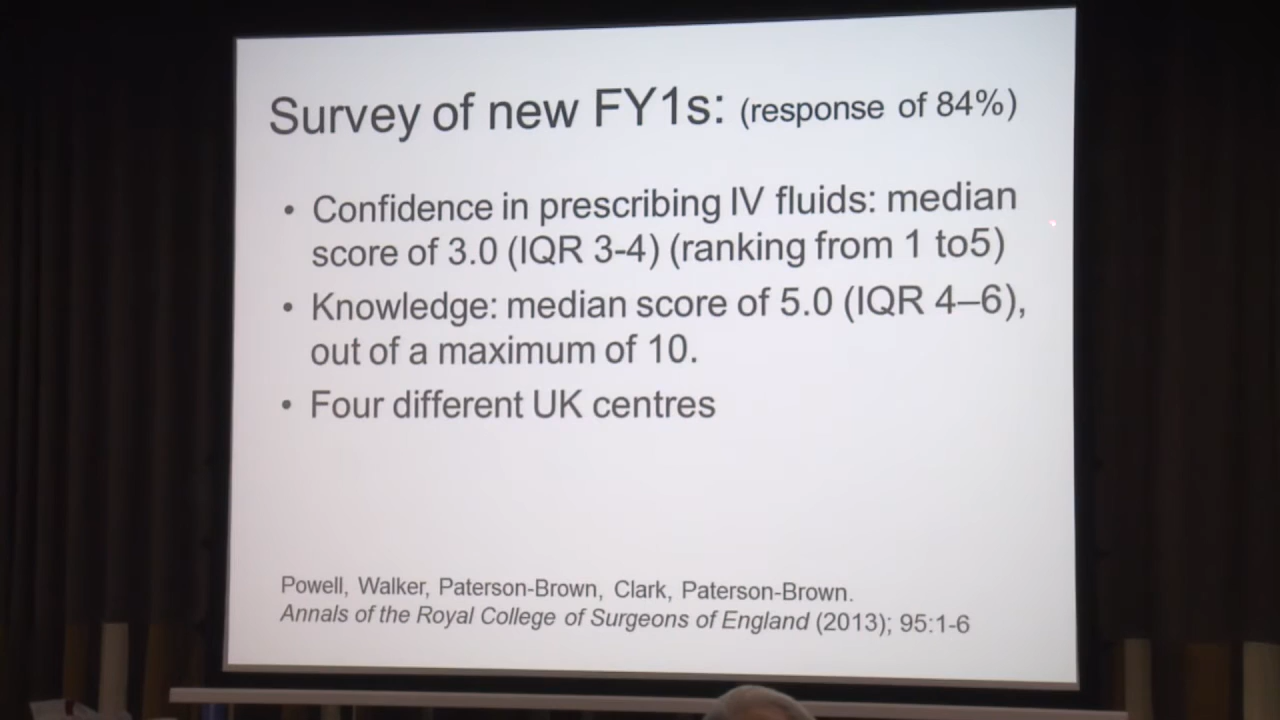 Survey of new FY1s: (response of 84%)
• Confidence in prescribing IV fluids: median
score of 3.0 (IQR 3-4) (ranking from 1 to5)
• Knowledge: median score of 5.0 (IQR 4–6),
out of a maximum of 10.
• Four different UK centres
Powell, Walker, Paterson-Brown, Clark, Paterson-Brown.
Annals of the Royal College of Surgeons of England (2013); 95:1-6